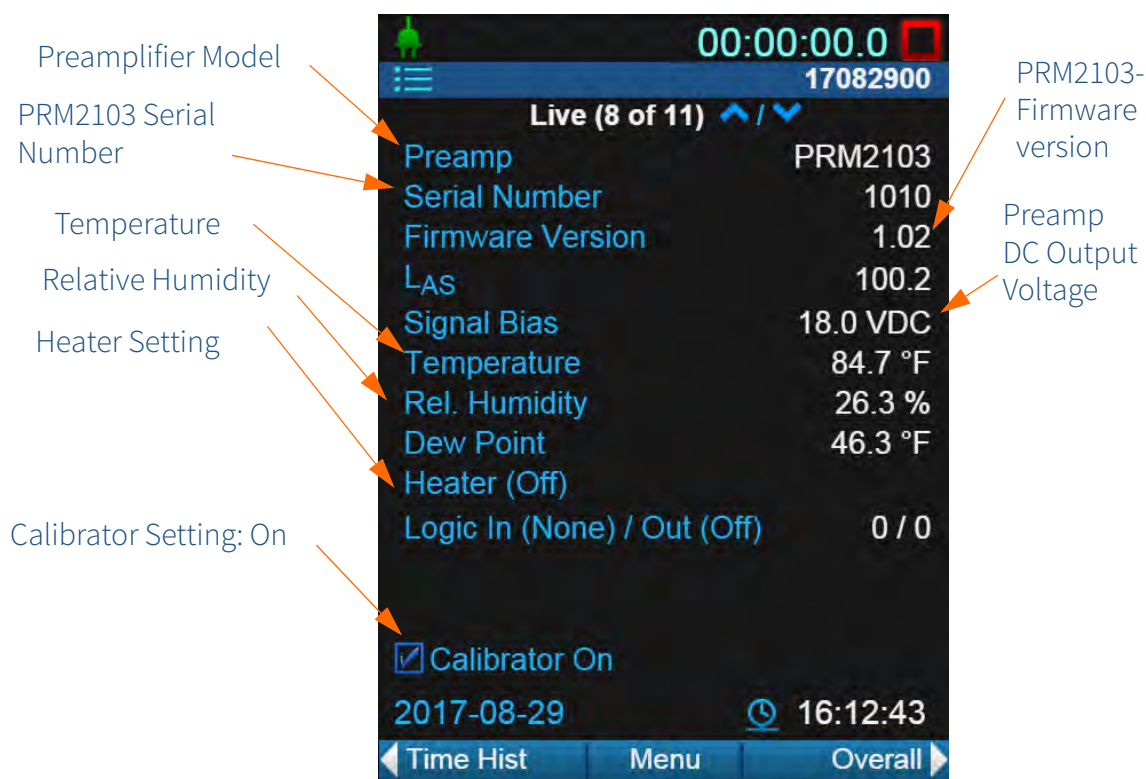 Preamplifier Model
PRM2103 Serial
Number
Temperature
Relative Humidity
Heater Setting
Calibrator Setting: On
00:00:00.0
17082900
Live (8 of 11) /
Preamp PRM2103
Serial Number 1010
Firmware Version 1.02
LAS 100.2
Signal Bias 18.0 VDC
Temperature 84.7 °F
Rel. Humidity 26.3 %
Dew Point 46.3 °F
Heater (Off)
Logic In (None) / Out (Off) 0 / 0
Calibrator On
2017-08-29 16:12:43
Time Hist Menu Overall
PRM2103-
Firmware
version
Preamp
DC Output
Voltage